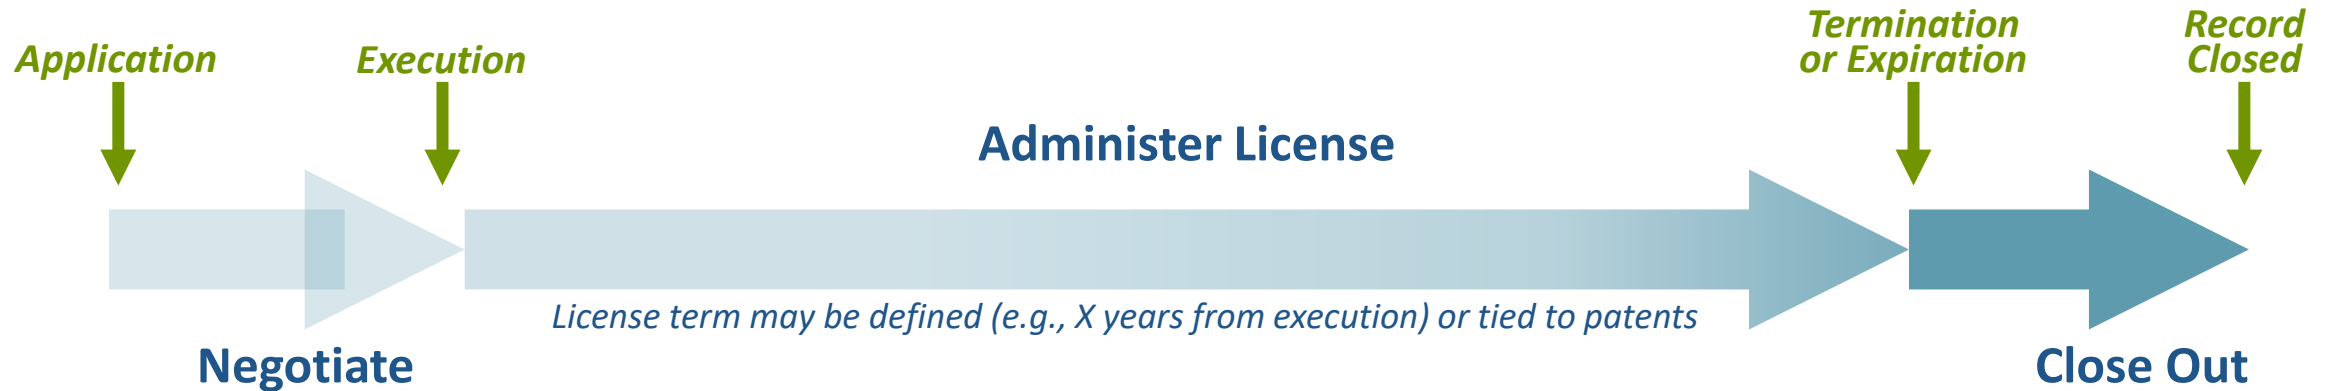 Application
Execution
Termination
or Expiration
Record
Closed
Administer License
License term may be defined (e.g., X years from execution) or tied to patents
Negotiate
Close Out